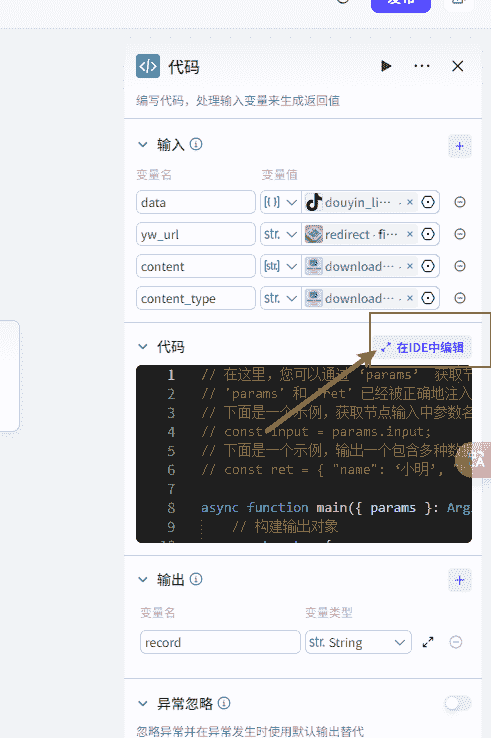 发布
代码
编写代码，处理输入变量来生成返回值
输入
变量名 变量值
data [{}] douyin_li··· ·
yw_url str. redirect · fi···
content [str] download···  ·
content_type str. download··· ·
代码 在IDE中编辑
1 // 在这里，您可以通过 ‘params’ 获取节
2 // 'params' 和 'ret' 已经被正确地注入
3 // 下面是一个示例，获取节点输入中参数名
4 // const input = params.input;
5 // 下面是一个示例，输出一个包含多种数据
6 // const ret = { "name": ‘小明’,
7
8 async function main({ params }: Arg
9 // 构建输出对象
输出
变量名 变量类型
record str. String
异常忽略
忽略异常并在异常发生时使用默认输出替代